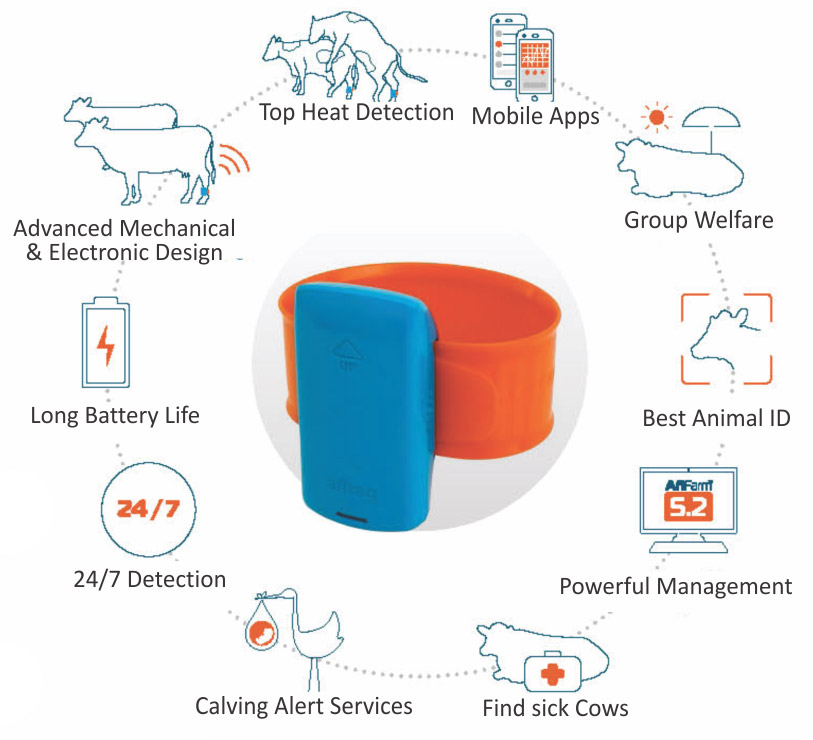 Top Heat Detection
Mobile Apps
Group Welfare
Advanced Mechanical
& Electronic Design
UP
Long Battery Life
Best Animal ID
24/7
24/7 Detection
AfiFarm
5.2
Powerful Management
afitag
Calving Alert Services
Find sick Cows